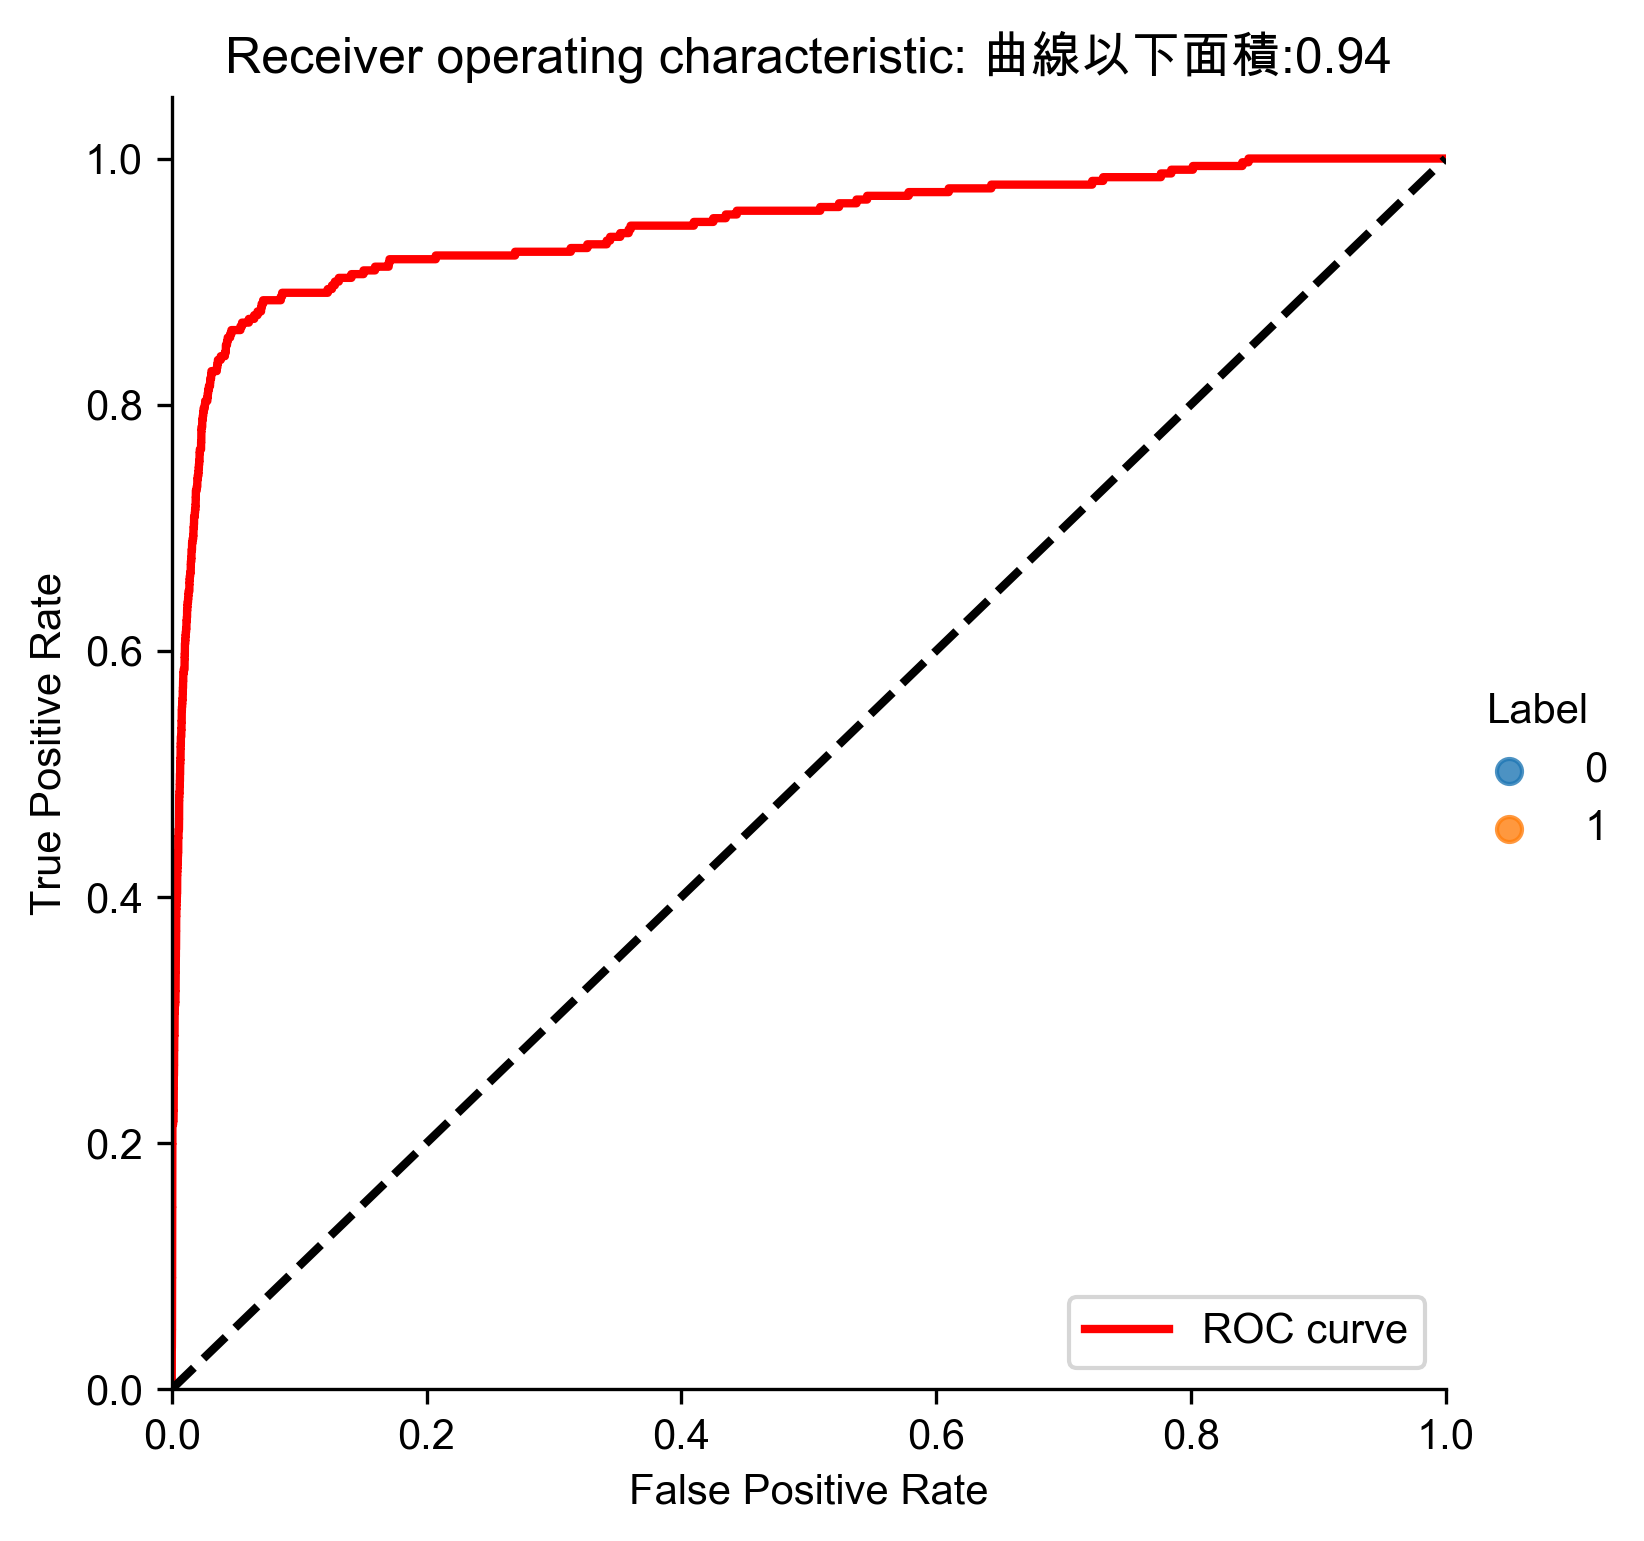 Receiver operating characteristic: 曲線以下面積:0.94
1.0
0.8
0.6
0.4
0.2
0.0
True Positive Rate
0.0 0.2 0.4 0.6 0.8 1.0
False Positive Rate
ROC curve
Label
0
1